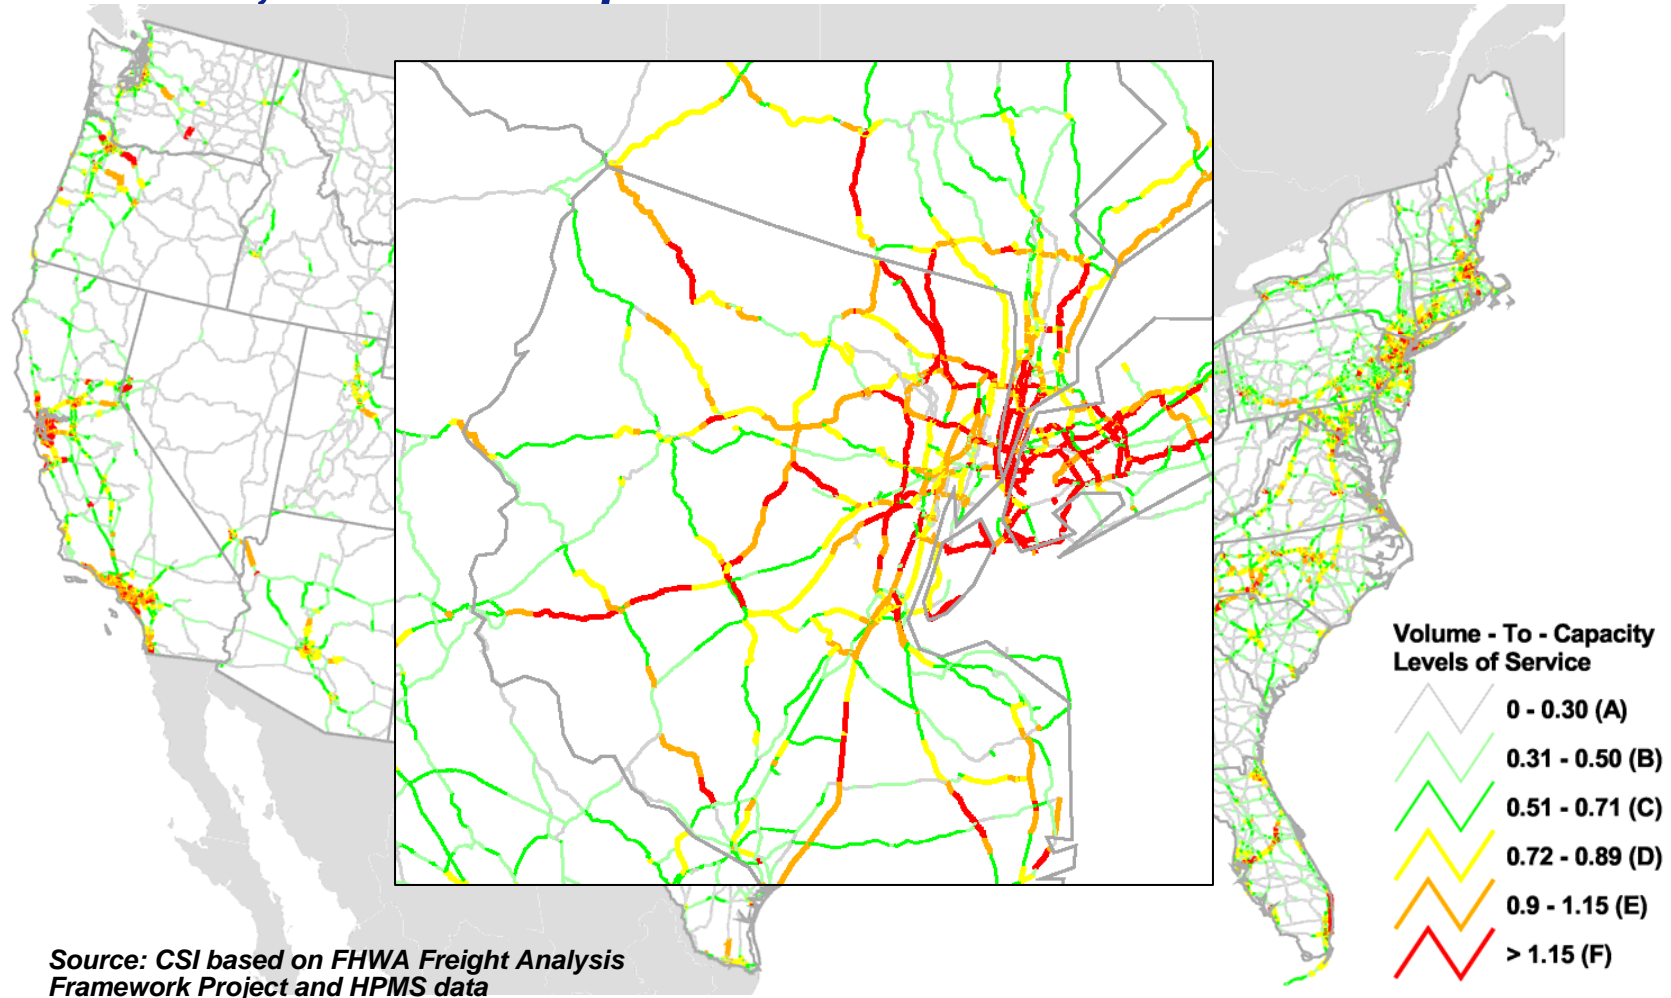 Volume - To - Capacity
Levels of Service
0 - 0.30 (A)
0.31 - 0.50 (B)
0.51 - 0.71 (C)
0.72 - 0.89 (D)
0.9 - 1.15 (E)
> 1.15 (F)
Source: CSI based on FHWA Freight Analysis
Framework Project and HPMS data